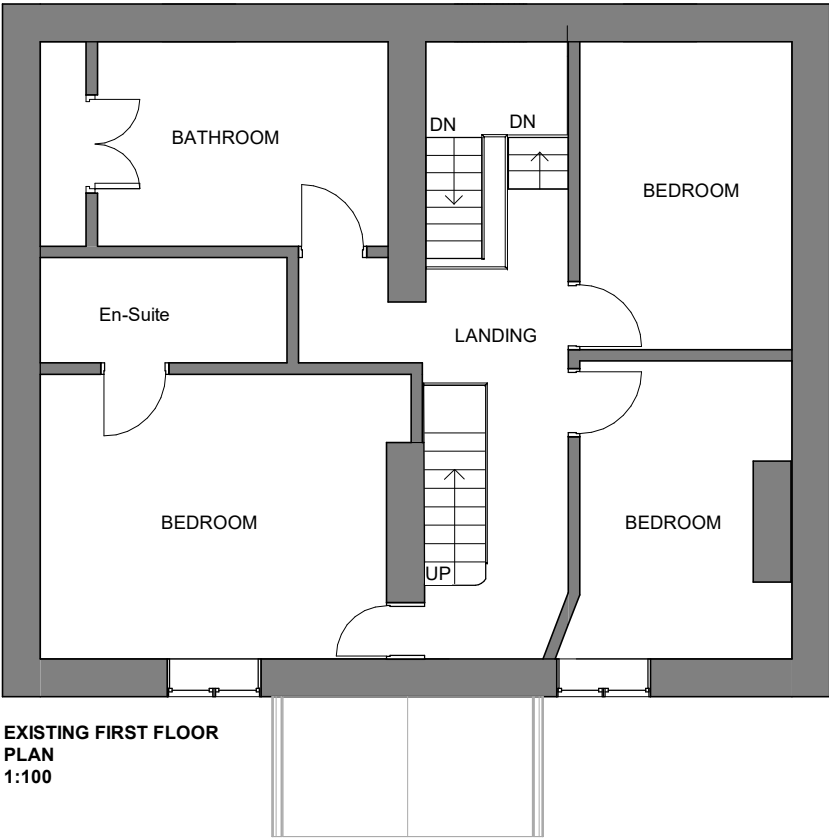 DN
DN
BATHROOM
BEDROOM
En-Suite
LANDING
BEDROOM
BEDROOM
UP
EXISTING FIRST FLOOR
PLAN
1:100